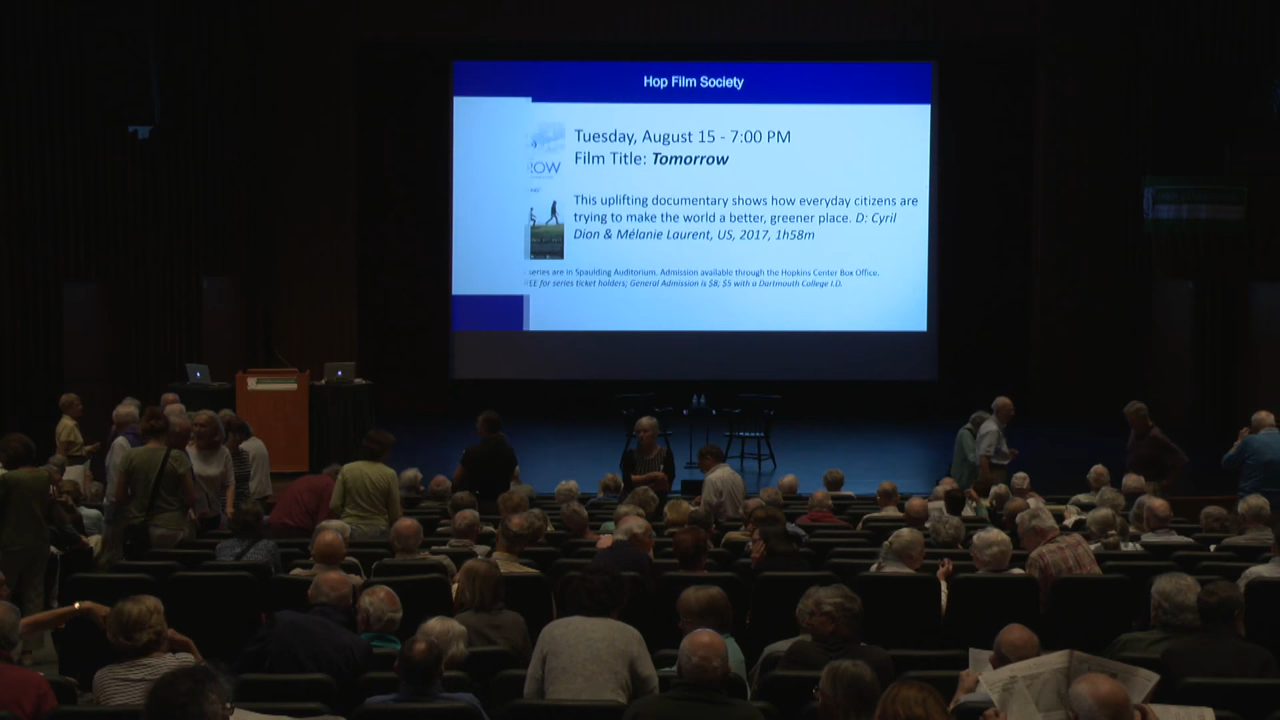 Hop Film Society
Tuesday, August 15 - 7:00 PM
Film Title: Tomorrow
ROW
This uplifting documentary shows how everyday citizens are
trying to make the world a better, greener place. D: Cyril
Dion & Mélanie Laurent, US, 2017, 1h58m
series are in Spaulding Auditorium. Admission available through the Hopkins Center Box Office.
for series ticket holders; General Admission is $8; $5 with a Dartmouth College I.D.